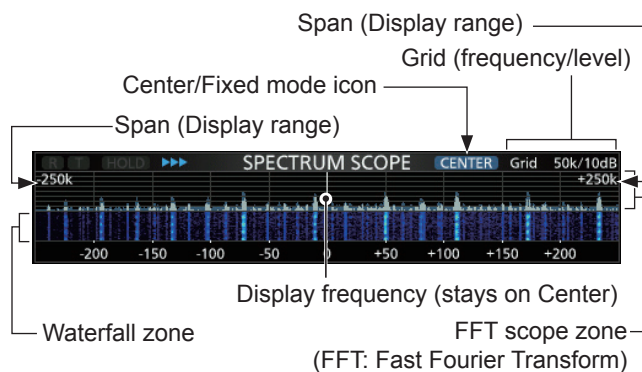 Span (Display range)
Grid (frequency/level)
Center/Fixed mode icon
Span (Display range)
R T HOLD SPECTRUM SCOPE CENTER Grid 50k/10dB
-250k +250k
-200 -150 -100 -50 0 +50 +100 +150 +200
Display frequency (stays on Center)
Waterfall zone
FFT scope zone
(FFT: Fast Fourier Transform)